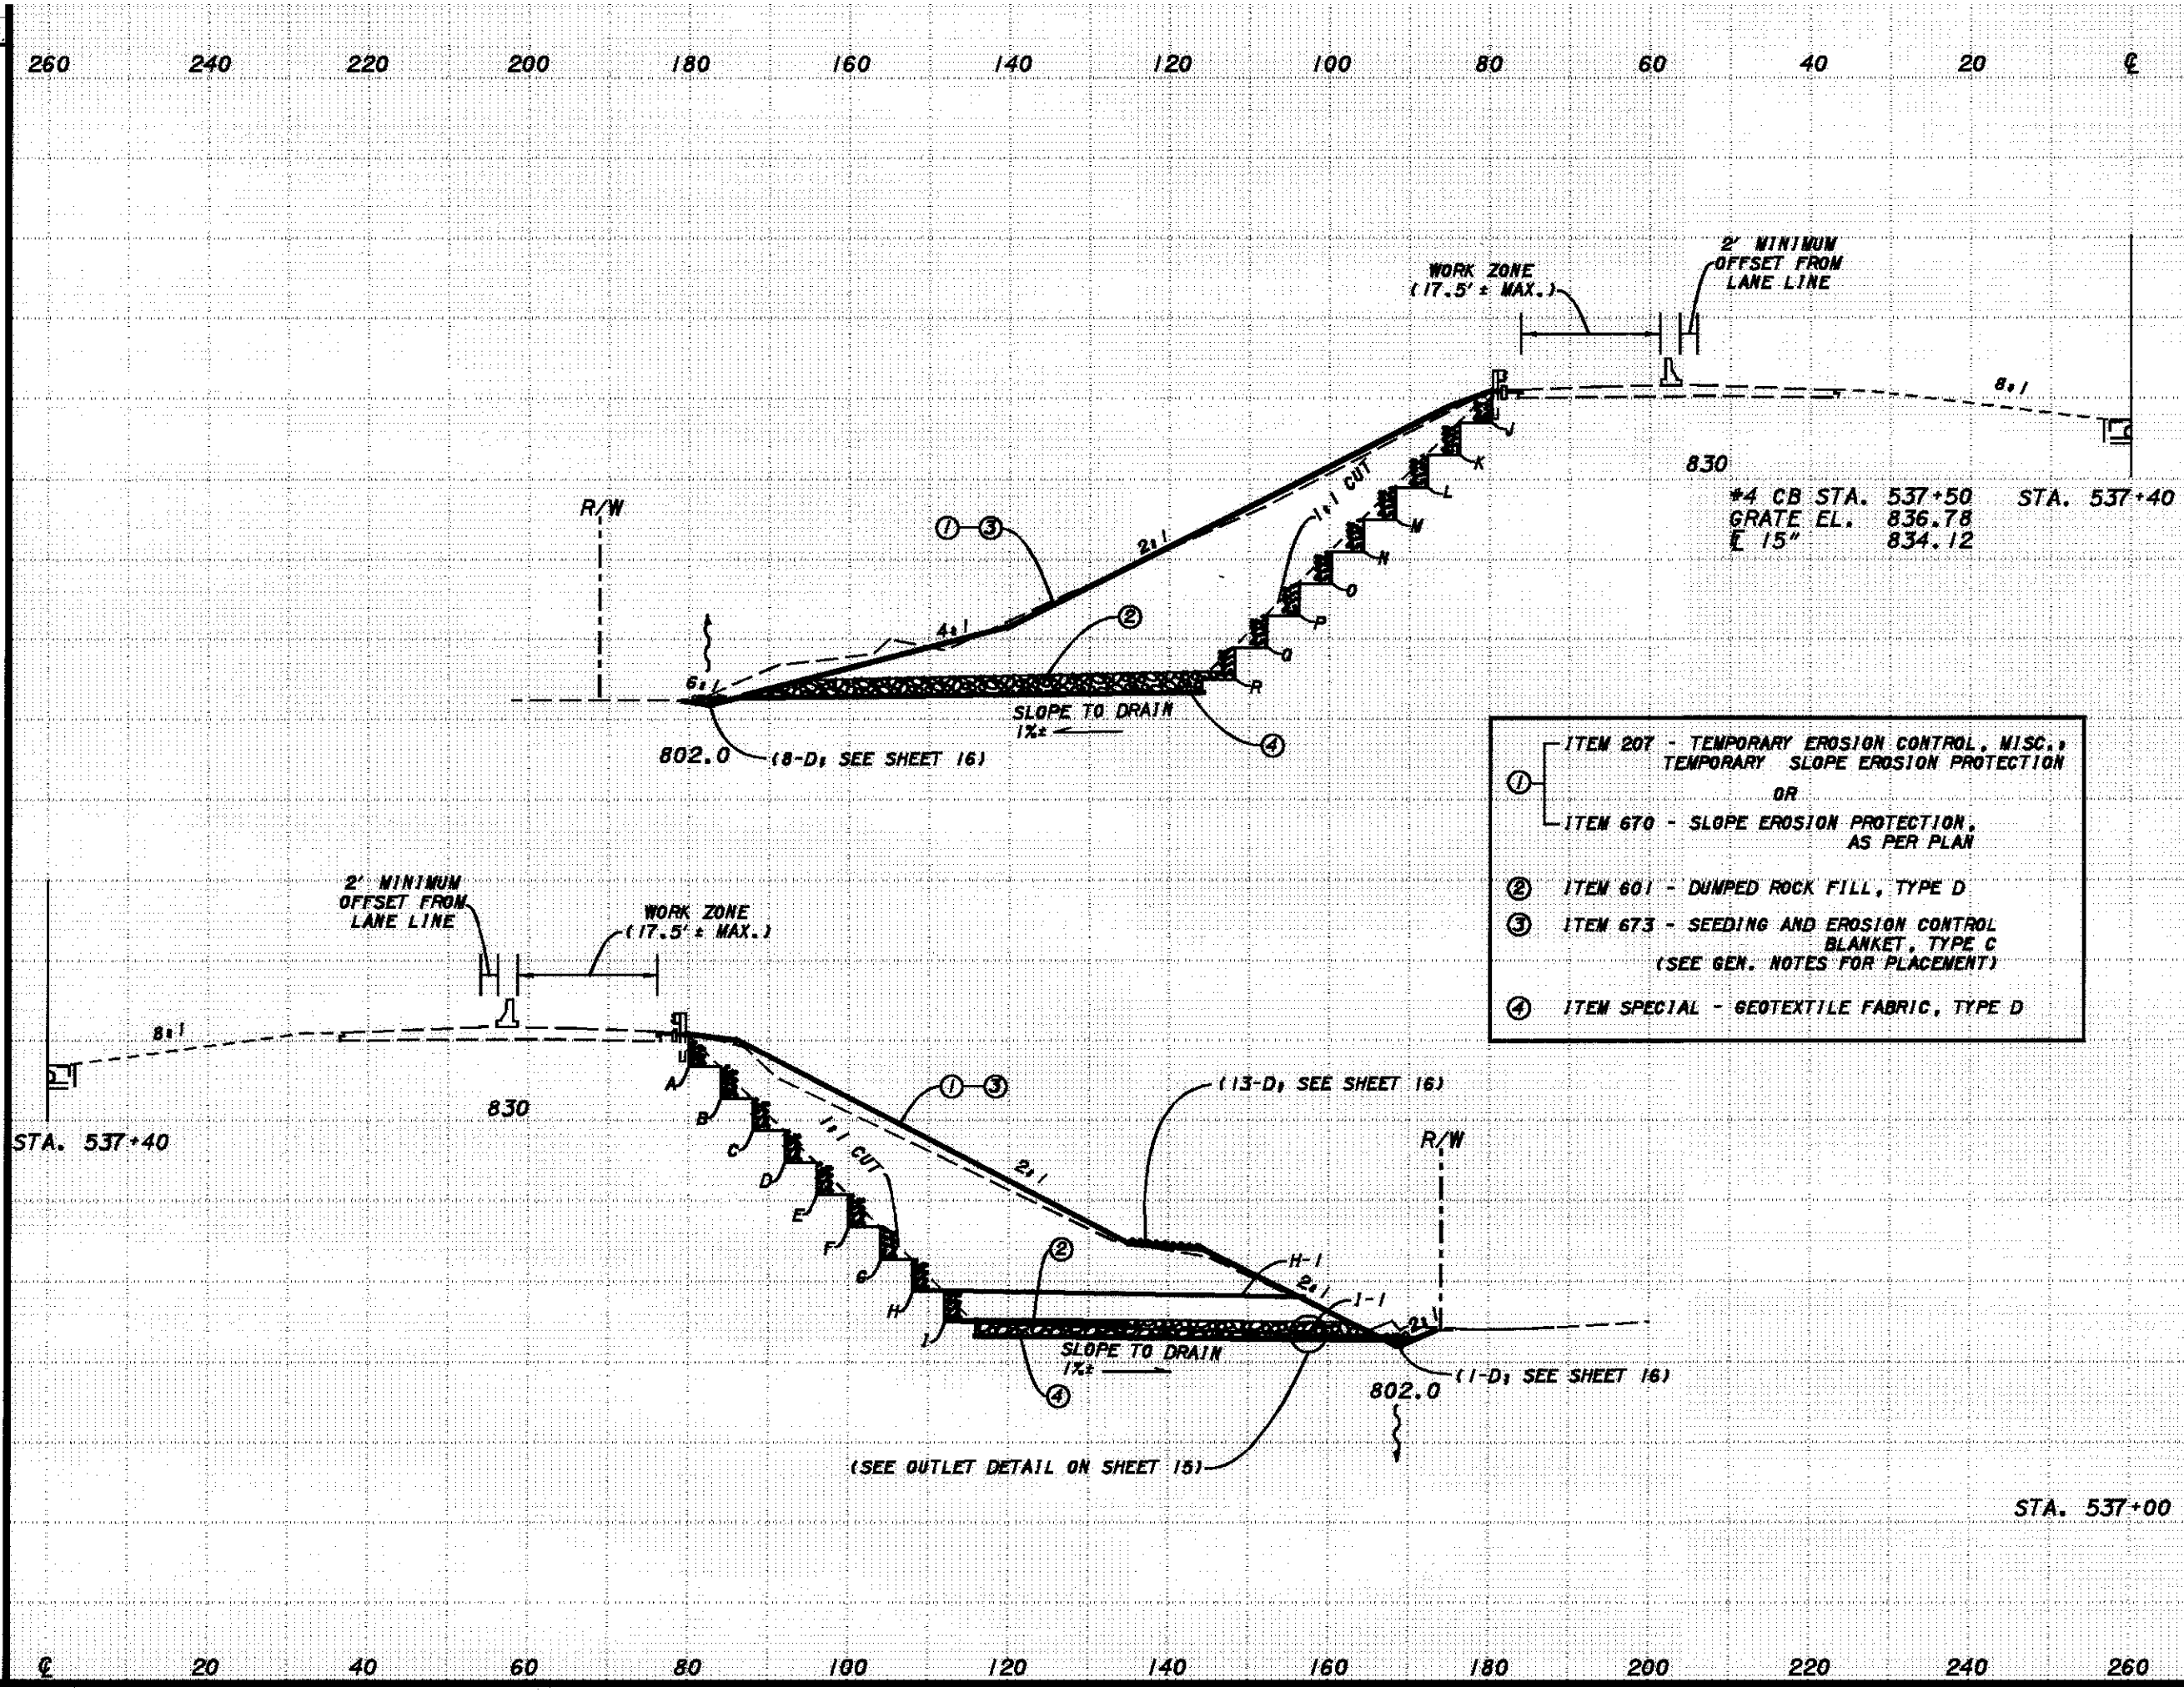 260 240 220 200 180 160 140 120 100 80 60 40 20 ℄
2' MINIMUM
OFFSET FROM
LANE LINE
WORK ZONE
(17.5'± MAX.)
8:1
J
K
L
M
N
O
P
Q
R
830
#4 CB STA. 537+50
GRATE EL. 836.78
15" 834.12
STA. 537+40
R/W
1 3
2:1
1:1 CUT
2
4:1
6:1
SLOPE TO DRAIN
1%±
4
802.0
(8-D; SEE SHEET 16)
1 ITEM 207 - TEMPORARY EROSION CONTROL, MISC.;
TEMPORARY SLOPE EROSION PROTECTION
OR
ITEM 670 - SLOPE EROSION PROTECTION,
AS PER PLAN
2 ITEM 601 - DUMPED ROCK FILL, TYPE D
3 ITEM 673 - SEEDING AND EROSION CONTROL
BLANKET, TYPE C
(SEE GEN. NOTES FOR PLACEMENT)
4 ITEM SPECIAL - GEOTEXTILE FABRIC, TYPE D
2' MINIMUM
OFFSET FROM
LANE LINE
WORK ZONE
(17.5'± MAX.)
8:1
830
STA. 537+40
A
B
C
D
E
F
G
H
I
1 3
1:1 CUT
2:1
(13-D; SEE SHEET 16)
R/W
2
H-1
2:1
I-1
2:1
SLOPE TO DRAIN
1%±
4
(1-D; SEE SHEET 16)
802.0
(SEE OUTLET DETAIL ON SHEET 15)
STA. 537+00
℄ 20 40 60 80 100 120 140 160 180 200 220 240 260